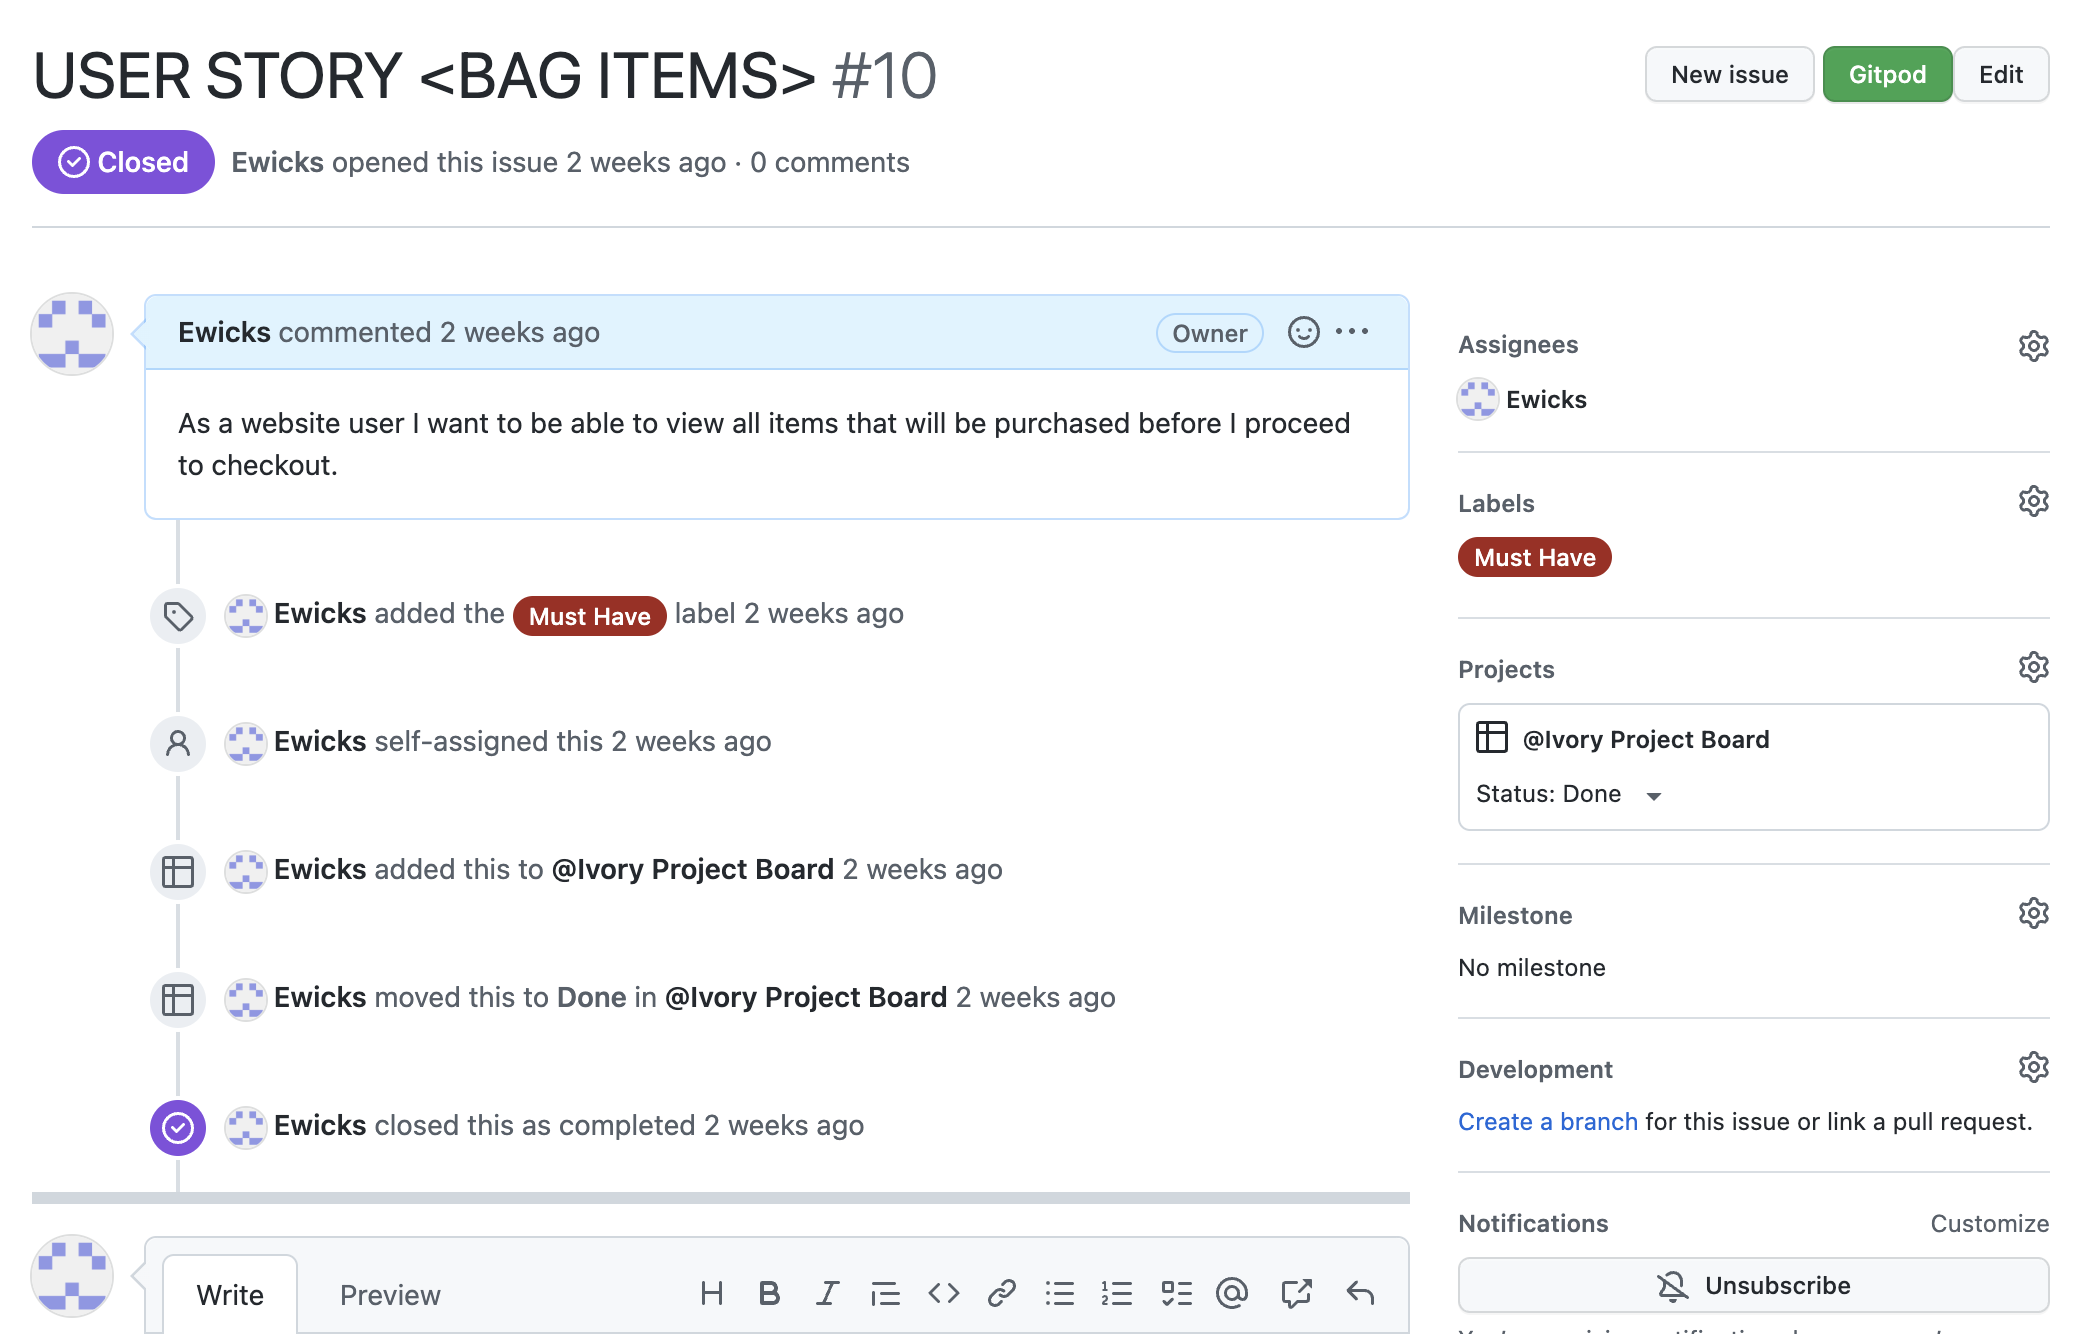 USER STORY <BAG ITEMS> #10
New issue
Gitpod
Edit
Closed
Ewicks opened this issue 2 weeks ago · 0 comments
Ewicks commented 2 weeks ago
Owner
As a website user I want to be able to view all items that will be purchased before I proceed
to checkout.
Ewicks added the Must Have label 2 weeks ago
Ewicks self-assigned this 2 weeks ago
Ewicks added this to @Ivory Project Board 2 weeks ago
Ewicks moved this to Done in @Ivory Project Board 2 weeks ago
Ewicks closed this as completed 2 weeks ago
Write
Preview
Assignees
Ewicks
Labels
Must Have
Projects
@Ivory Project Board
Status: Done
Milestone
No milestone
Development
Create a branch for this issue or link a pull request.
Notifications
Customize
Unsubscribe